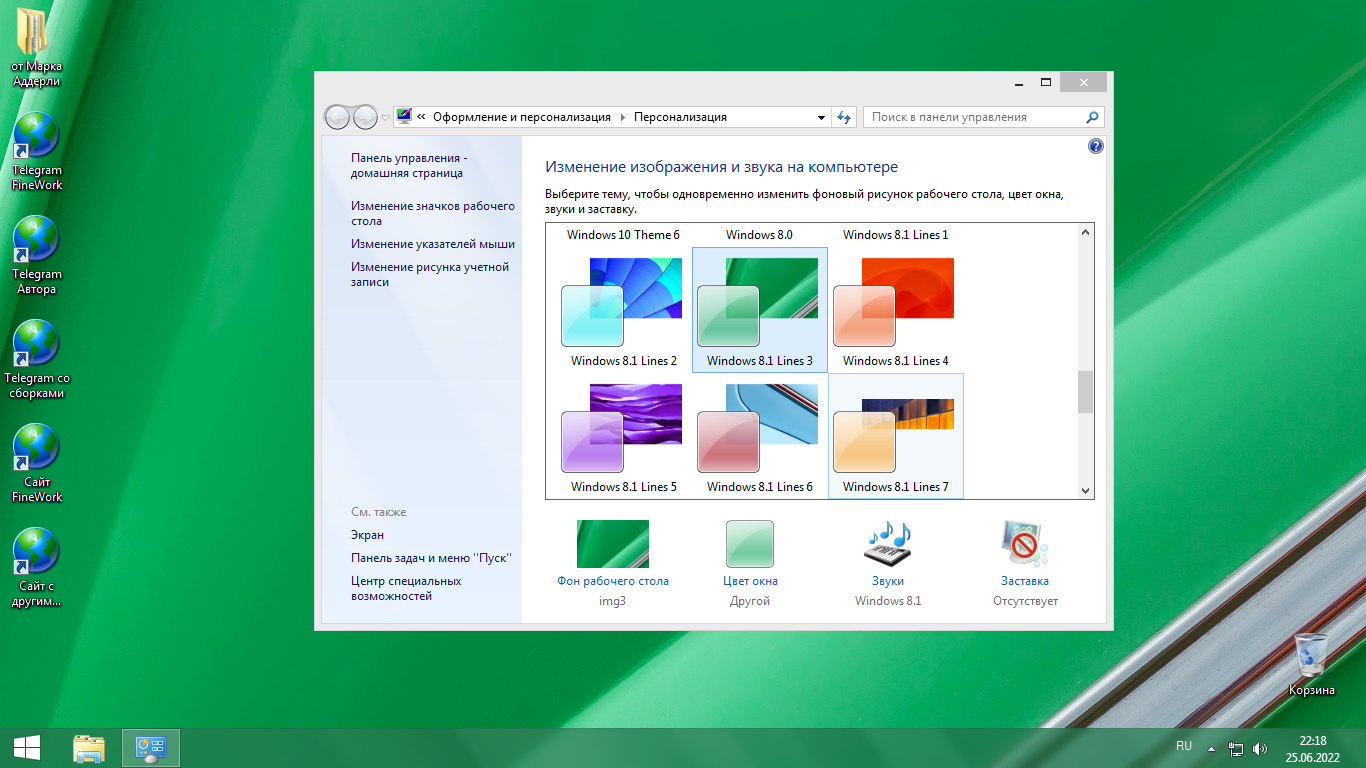 от Марка
Аддерли
Telegram
FineWork
Telegram
Автора
Telegram со
сборками
Сайт
FineWork
Сайт с
другим...
« Оформление и персонализация Персонализация
Поиск в панели управления
Панель управления -
домашняя страница
Изменение значков рабочего
стола
Изменение указателей мыши
Изменение рисунка учетной
записи
См. также
Экран
Панель задач и меню ''Пуск''
Центр специальных
возможностей
Изменение изображения и звука на компьютере
Выберите тему, чтобы одновременно изменить фоновый рисунок рабочего стола, цвет окна,
звуки и заставку.
Windows 10 Theme 6 Windows 8.0 Windows 8.1 Lines 1
Windows 8.1 Lines 2 Windows 8.1 Lines 3 Windows 8.1 Lines 4
Windows 8.1 Lines 5 Windows 8.1 Lines 6 Windows 8.1 Lines 7
Фон рабочего стола Цвет окна Звуки Заставка
img3 Другой Windows 8.1 Отсутствует
Корзина
RU
22:18
25.06.2022